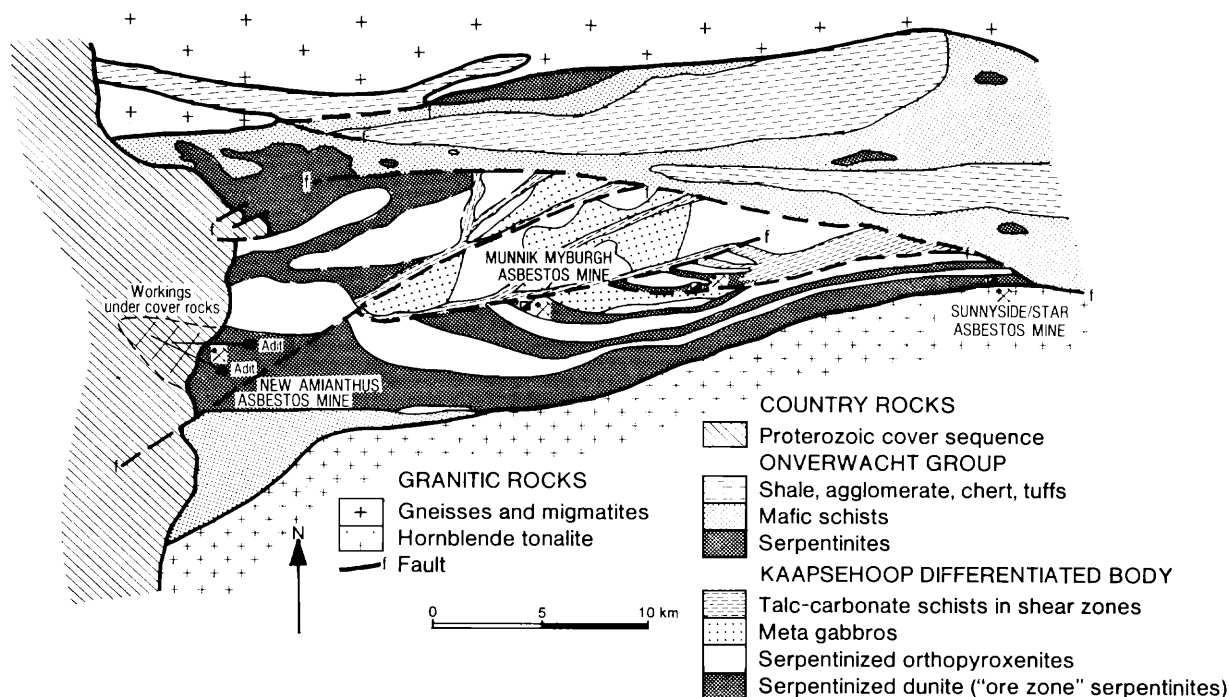 MUNNIK MYBURGH
ASBESTOS MINE
Workings
under cover rocks
Adit
Adit
NEW AMIANTHUS
ASBESTOS MINE
SUNNYSIDE/STAR
ASBESTOS MINE
f
f
f
f
f
f
f
f
COUNTRY ROCKS
Proterozoic cover sequence
ONVERWACHT GROUP
Shale, agglomerate, chert, tuffs
Mafic schists
Serpentinites
KAAPSEHOOP DIFFERENTIATED BODY
Talc-carbonate schists in shear zones
Meta gabbros
Serpentinized orthopyroxenites
Serpentinized dunite ("ore zone" serpentinites)
GRANITIC ROCKS
Gneisses and migmatites
Hornblende tonalite
f Fault
N
0 5 10 km